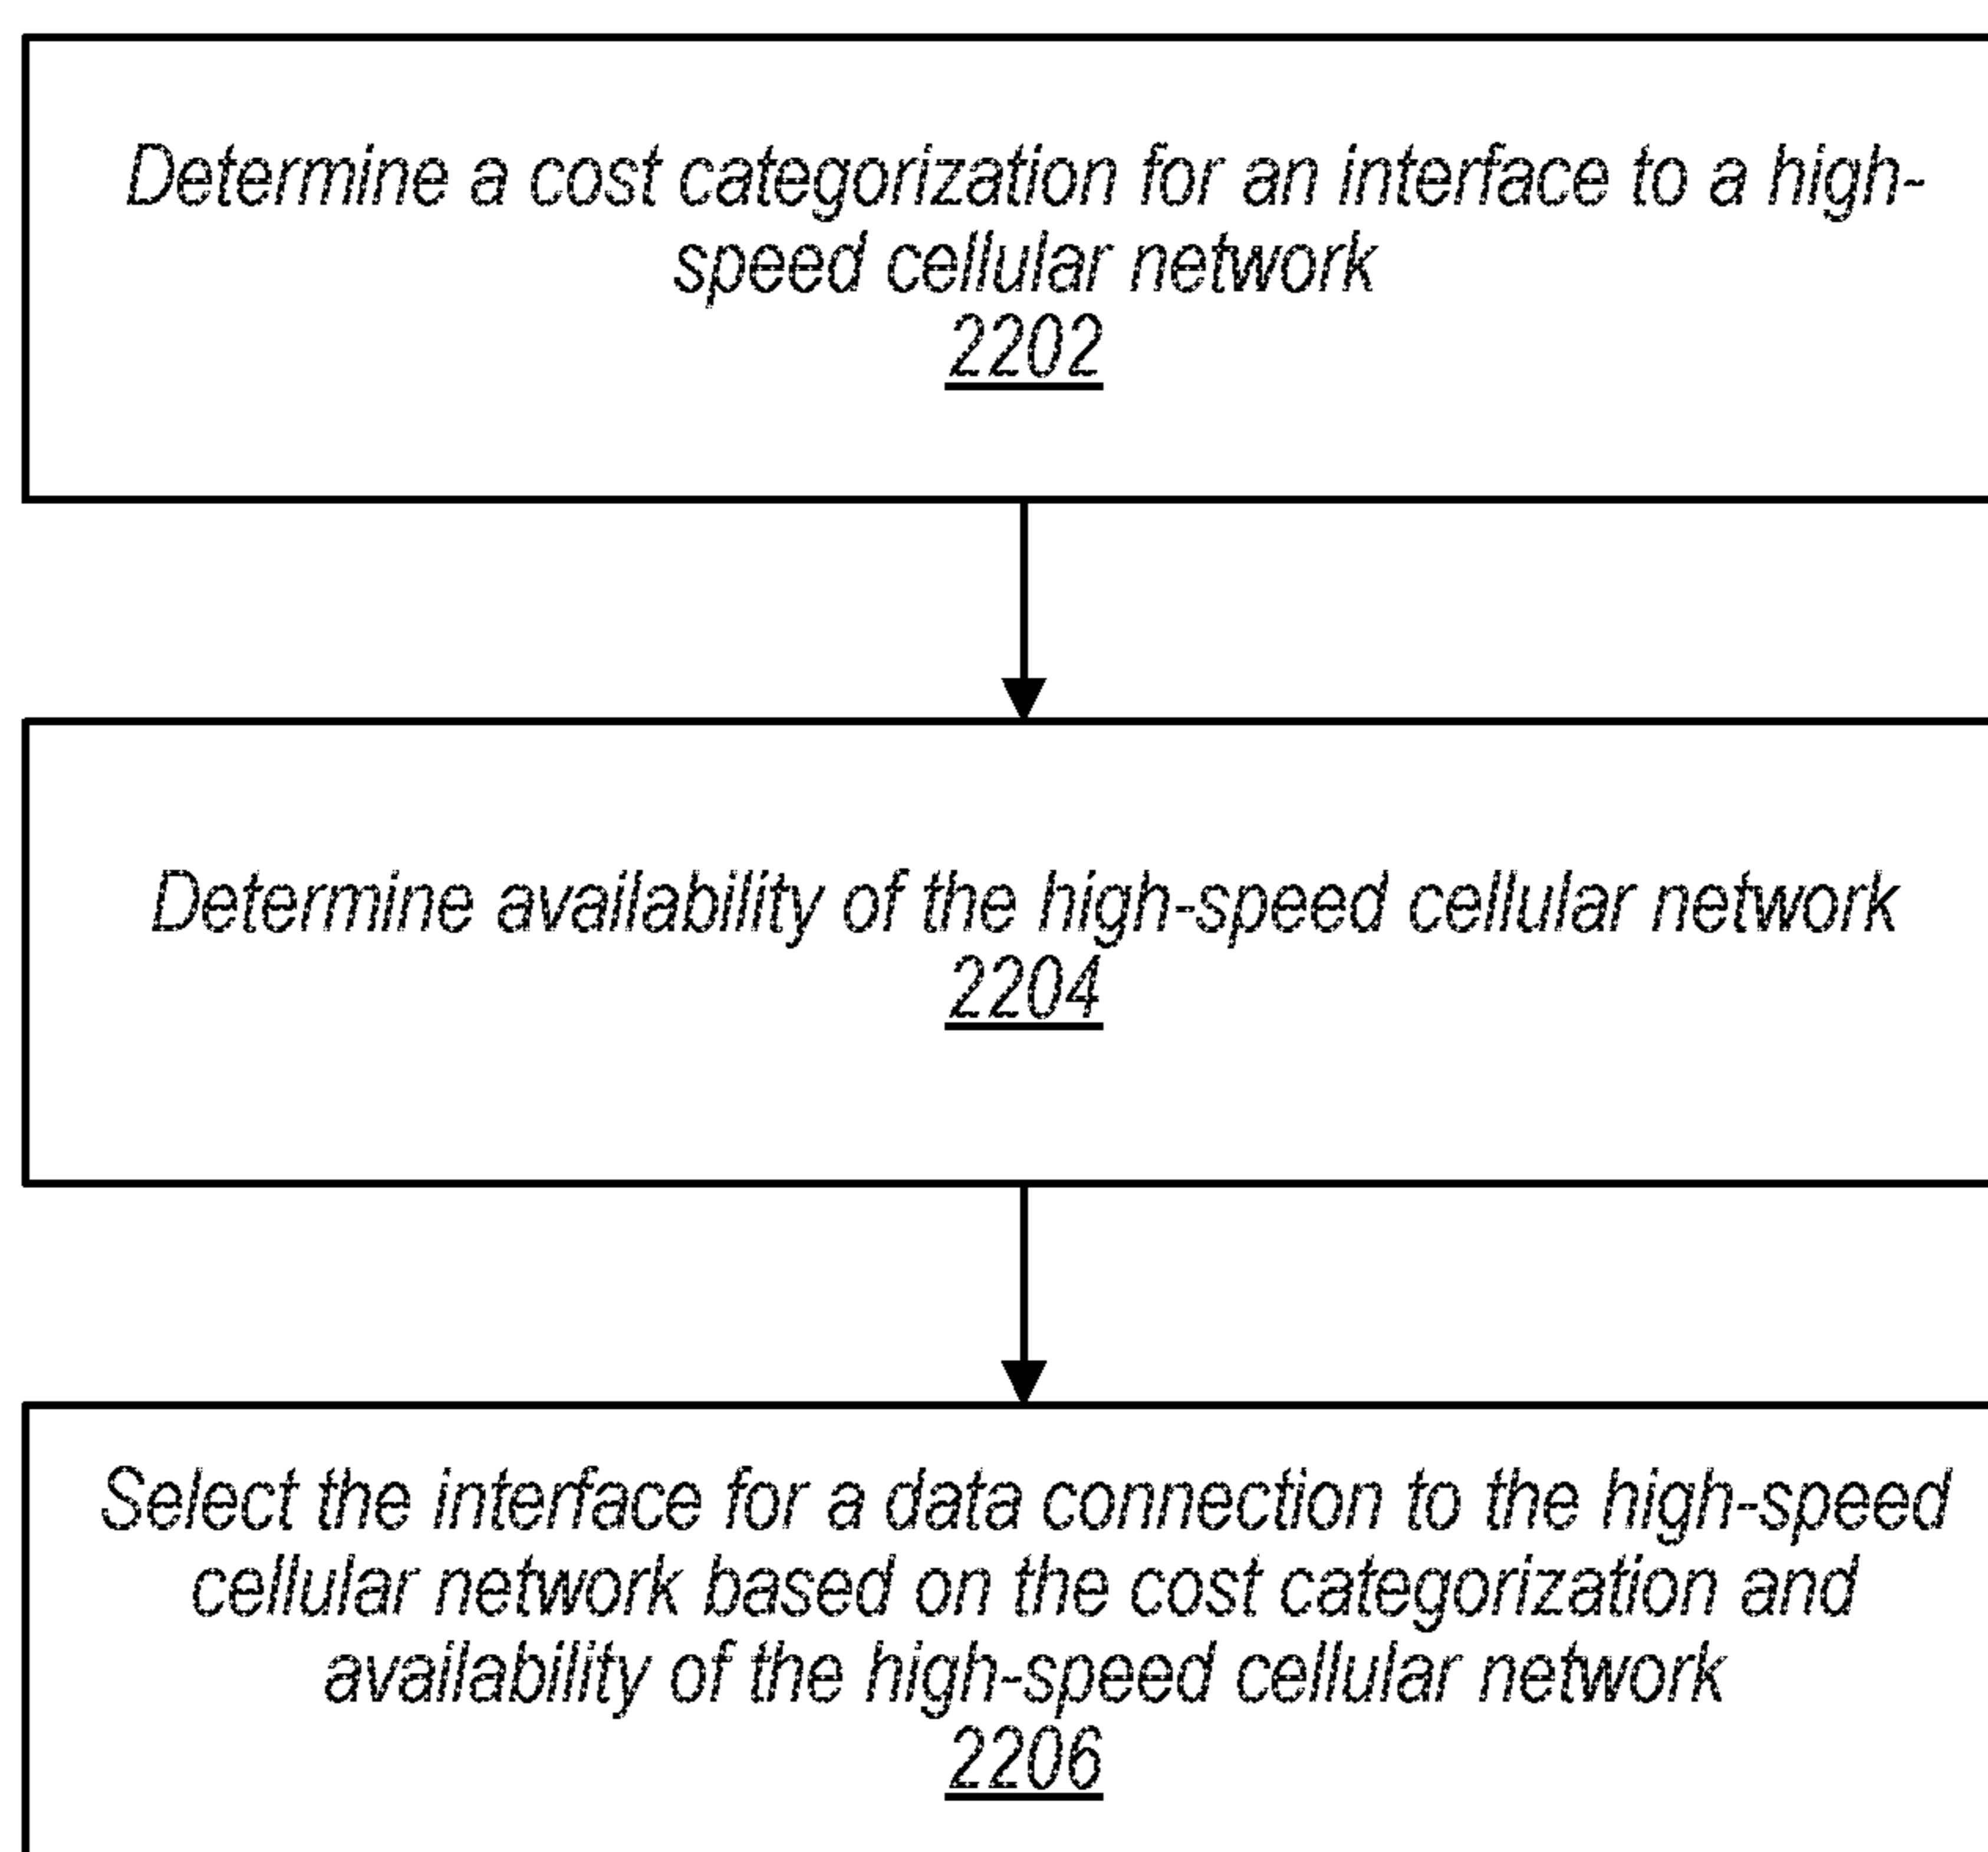 Determine a cost categorization for an interface to a high-
speed cellular network
2202
Determine availability of the high-speed cellular network
2204
Select the interface for a data connection to the high-speed
cellular network based on the cost categorization and
availability of the high-speed cellular network
2206